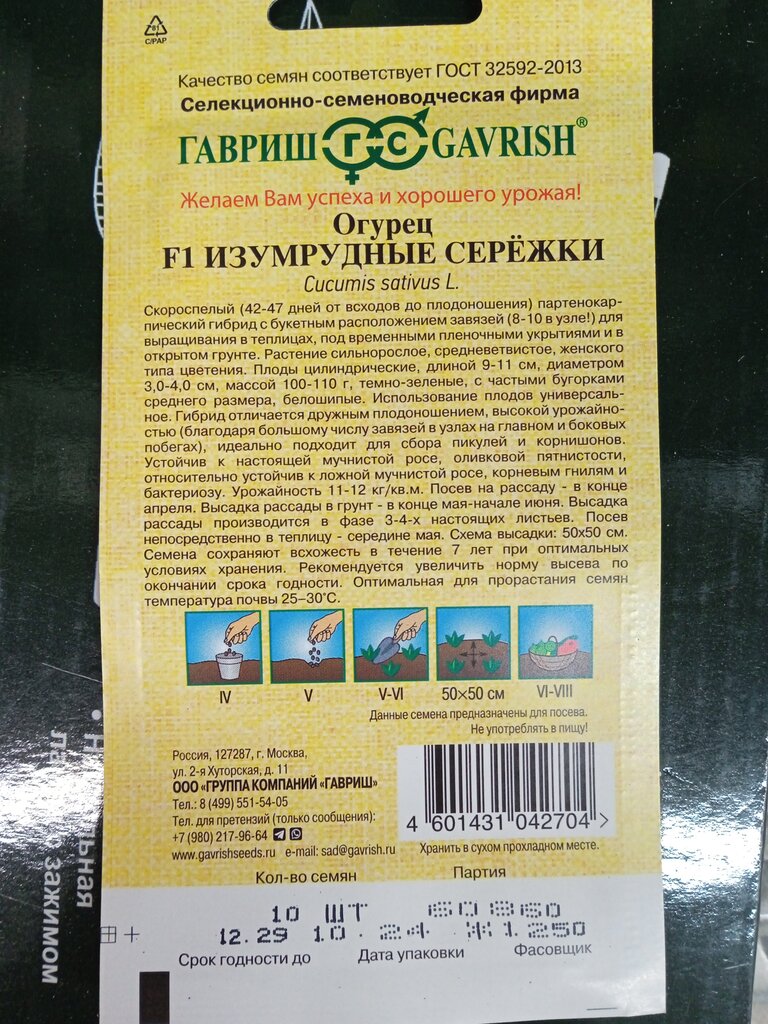 81
C/PAP
Качество семян соответствует ГОСТ 32592-2013
Селекционно-семеноводческая фирма
ГАВРИШ ГС GAVRISH®
Желаем Вам успеха и хорошего урожая!
Огурец
F1 ИЗУМРУДНЫЕ СЕРЁЖКИ
Cucumis sativus L.
Скороспелый (42-47 дней от всходов до плодоношения) партенокар-
пический гибрид с букетным расположением завязей (8-10 в узле!) для
выращивания в теплицах, под временными пленочными укрытиями и в
открытом грунте. Растение сильнорослое, средневетвистое, женского
типа цветения. Плоды цилиндрические, длиной 9-11 см, диаметром
3,0-4,0 см, массой 100-110 г, темно-зеленые, с частыми бугорками
среднего размера, белошипые. Использование плодов универсаль-
ное. Гибрид отличается дружным плодоношением, высокой урожайно-
стью (благодаря большому числу завязей в узлах на главном и боковых
побегах), идеально подходит для сбора пикулей и корнишонов.
Устойчив к настоящей мучнистой росе, оливковой пятнистости,
относительно устойчив к ложной мучнистой росе, корневым гнилям и
бактериозу. Урожайность 11-12 кг/кв.м. Посев на рассаду - в конце
апреля. Высадка рассады в грунт - в конце мая-начале июня. Высадка
рассады производится в фазе 3-4-х настоящих листьев. Посев
непосредственно в теплицу - середине мая. Схема высадки: 50х50 см.
Семена сохраняют всхожесть в течение 7 лет при оптимальных
условиях хранения. Рекомендуется увеличить норму высева по
окончании срока годности. Оптимальная для прорастания семян
температура почвы 25–30°С.
IV V V-VI 50×50 см VI-VIII
Данные семена предназначены для посева.
Не употреблять в пищу!
Россия, 127287, г. Москва,
ул. 2-я Хуторская, д. 11
ООО «ГРУППА КОМПАНИЙ «ГАВРИШ»
Тел.: 8 (499) 551-54-05
Тел. для претензий (только сообщения):
+7 (980) 217-96-64
www.gavrishseeds.ru e-mail: sad@gavrish.ru
4 601431 042704 >
Хранить в сухом прохладном месте.
Кол-во семян Партия
10 ШТ
12.29 10.24 Ж1.250
Срок годности до Дата упаковки Фасовщик
льная
зажимом